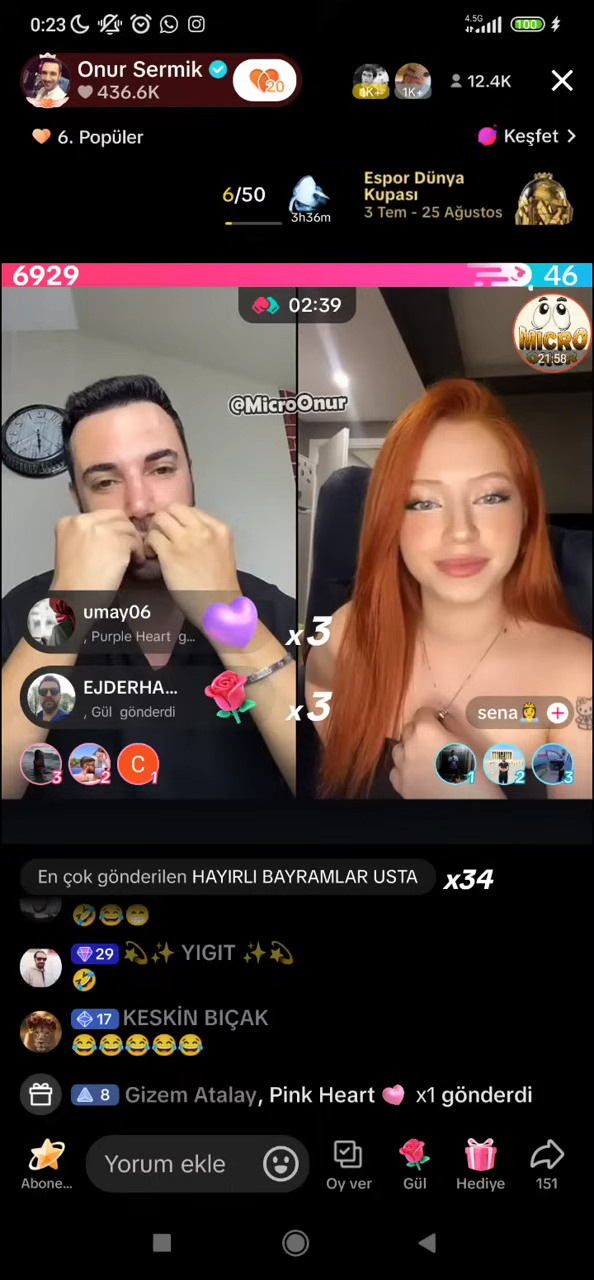 0:23
4.5G
100
Onur Sermik
436.6K
20
1K+
1K+
12.4K
6. Popüler
Keşfet
6/50
3h36m
Espor Dünya
Kupası
3 Tem - 25 Ağustos
6929
46
02:39
MICRO
21:58
@MicroOnur
umay06
, Purple Heart g...
x3
EJDERHA...
, Gül gönderdi
x3
sena
3
2
C
1
1
2
3
En çok gönderilen HAYIRLI BAYRAMLAR USTA
x34
29
YIGIT
17
KESKİN BIÇAK
8
Gizem Atalay, Pink Heart x1 gönderdi
Abone...
Yorum ekle
Oy ver
Gül
Hediye
151